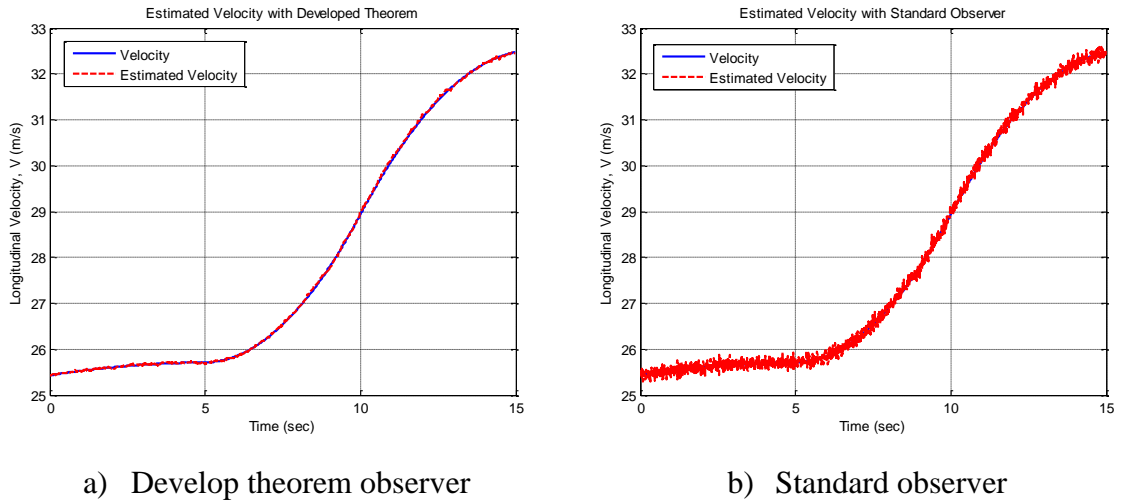 Estimated Velocity with Developed Theorem
33
32
31
30
29
28
27
26
25
Longitudinal Velocity, V (m/s)
Velocity
Estimated Velocity
0
5
10
15
Time (sec)
a) Develop theorem observer
Estimated Velocity with Standard Observer
33
32
31
30
29
28
27
26
25
Longitudinal Velocity, V (m/s)
Velocity
Estimated Velocity
0
5
10
15
Time (sec)
b) Standard observer